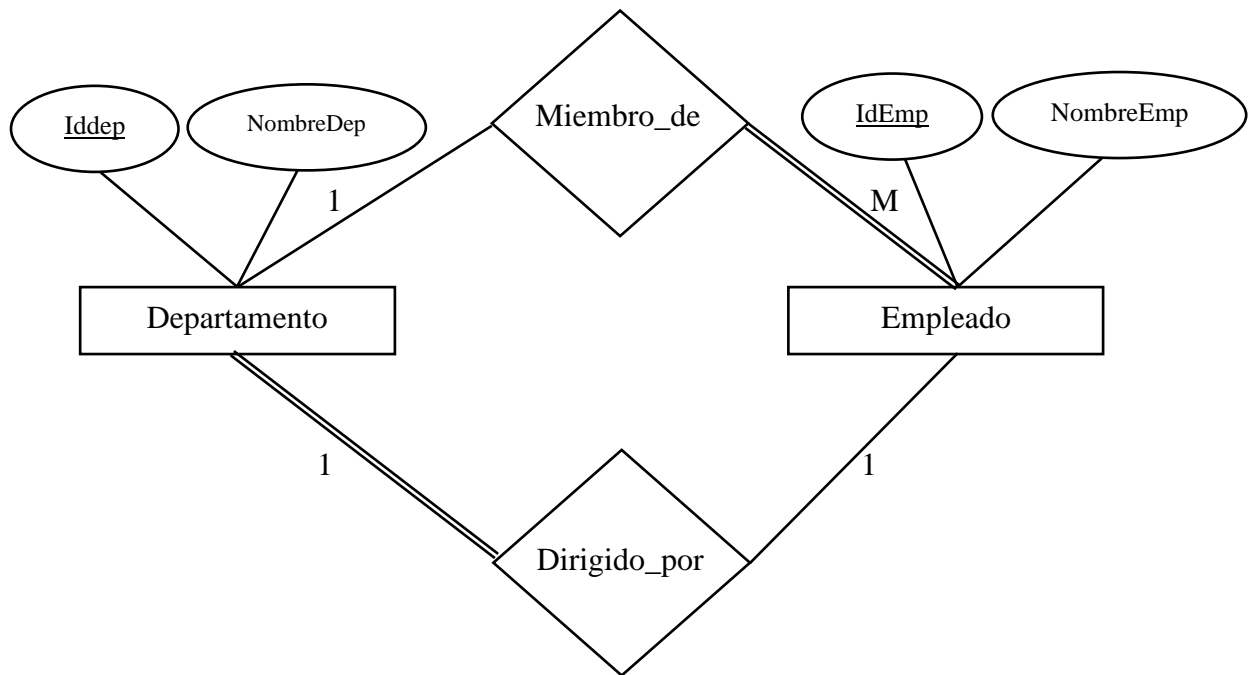 Miembro_de
Iddep
NombreDep
IdEmp
NombreEmp
1
M
Departamento
Empleado
1
1
Dirigido_por